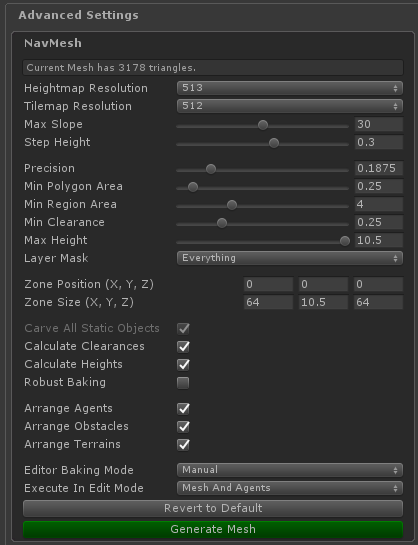 Advanced Settings
NavMesh
Current Mesh has 3178 triangles.
Heightmap Resolution 513
Tilemap Resolution 512
Max Slope 30
Step Height 0.3
Precision 0.1875
Min Polygon Area 0.25
Min Region Area 4
Min Clearance 0.25
Max Height 10.5
Layer Mask Everything
Zone Position (X, Y, Z) 0 0 0
Zone Size (X, Y, Z) 64 10.5 64
Carve All Static Objects
Calculate Clearances
Calculate Heights
Robust Baking
Arrange Agents
Arrange Obstacles
Arrange Terrains
Editor Baking Mode Manual
Execute In Edit Mode Mesh And Agents
Revert to Default
Generate Mesh